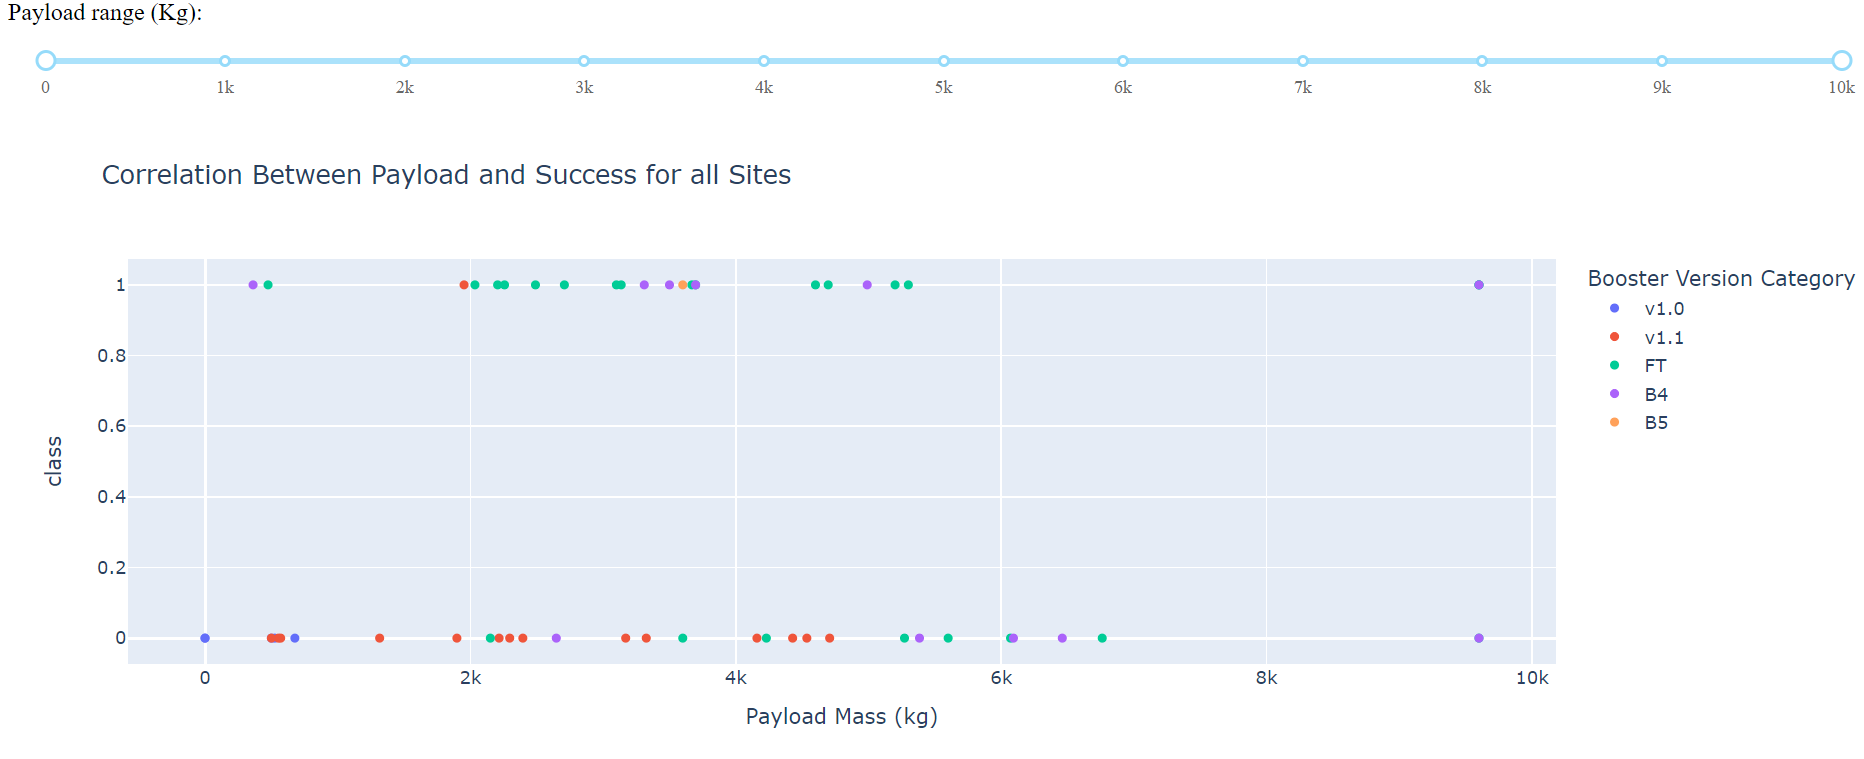 Payload range (Kg):
0 1k 2k 3k 4k 5k 6k 7k 8k 9k 10k
Correlation Between Payload and Success for all Sites
Booster Version Category
v1.0
v1.1
FT
B4
B5
1
0.8
0.6
0.4
0.2
0
class
0 2k 4k 6k 8k 10k
Payload Mass (kg)